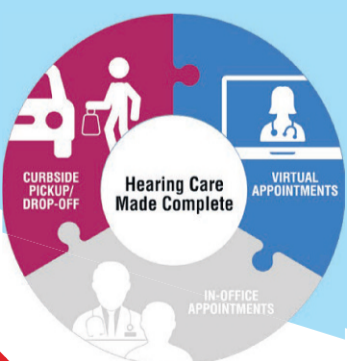 CURBSIDE
PICKUP/
DROP-OFF
Hearing Care
Made Complete
VIRTUAL
APPOINTMENTS
IN-OFFICE
APPOINTMENTS